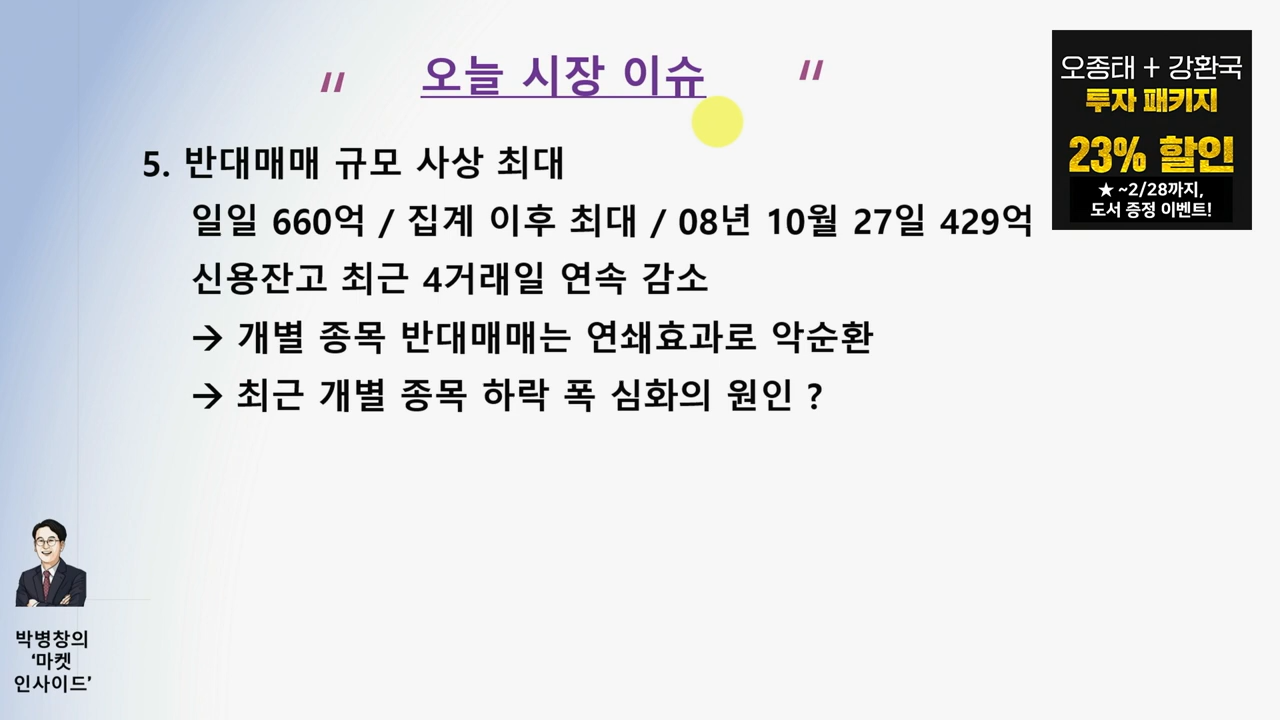 " 오늘 시장 이슈 "
5. 반대매매 규모 사상 최대
일일 660억 / 집계 이후 최대 / 08년 10월 27일 429억
신용잔고 최근 4거래일 연속 감소
→ 개별 종목 반대매매는 연쇄효과로 악순환
→ 최근 개별 종목 하락 폭 심화의 원인 ?
오종태 + 강환국
투자 패키지
23% 할인
★ ~2/28까지,
도서 증정 이벤트!
박병창의
‘마켓
인사이드’